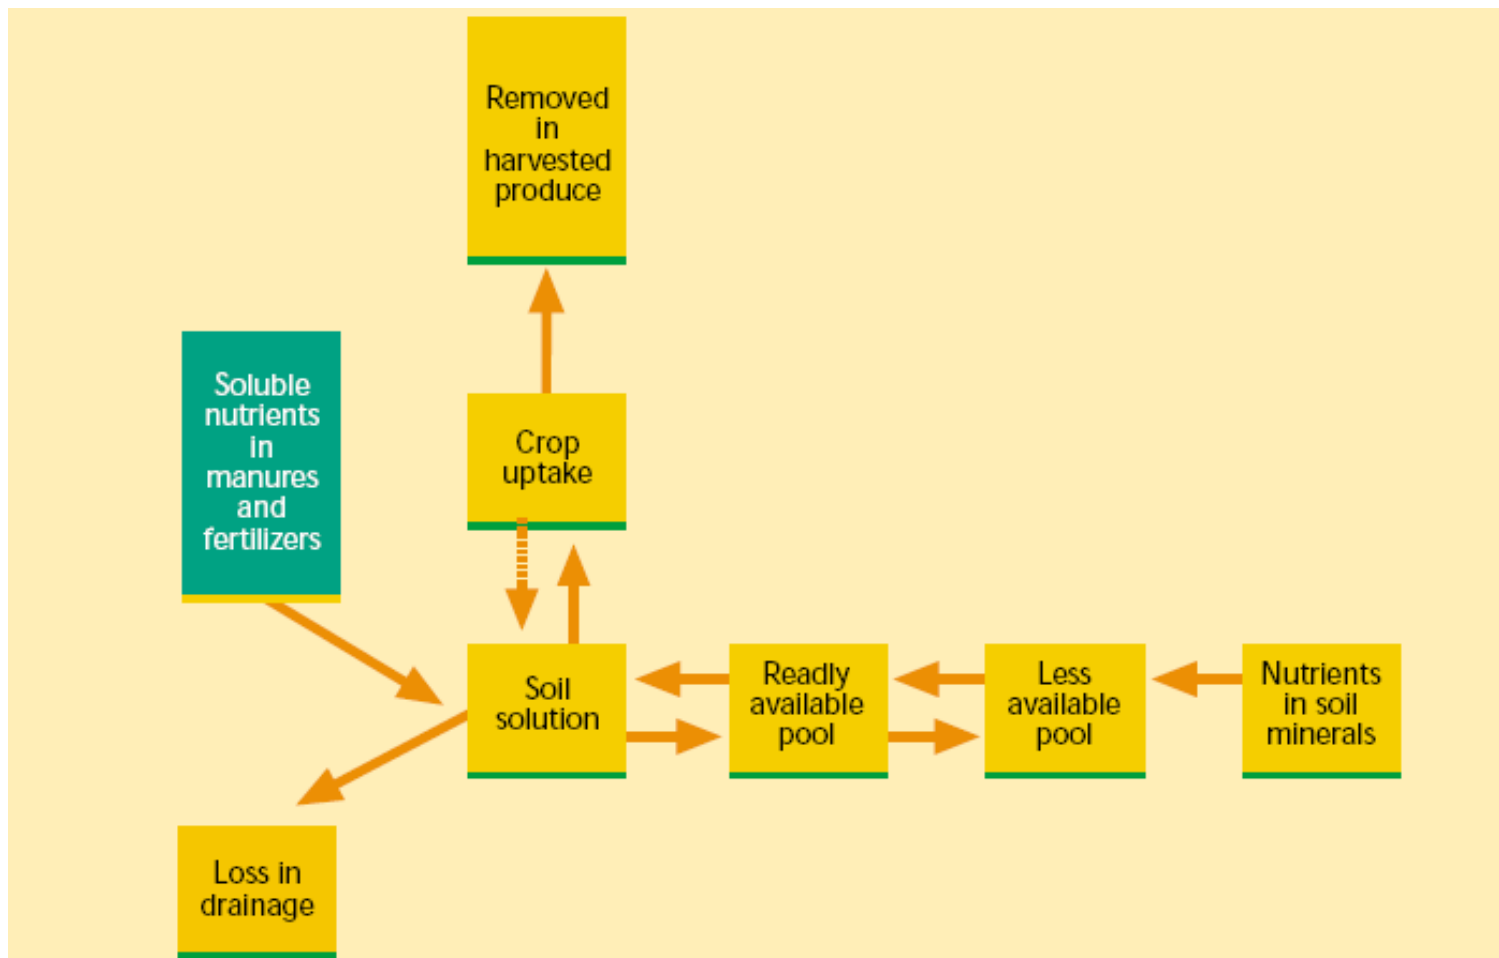 Removed
in
harvested
produce
Soluble
nutrients
in
manures
and
fertilizers
Crop
uptake
Soil
solution
Readly
available
pool
Less
available
pool
Nutrients
in soil
minerals
Loss in
drainage